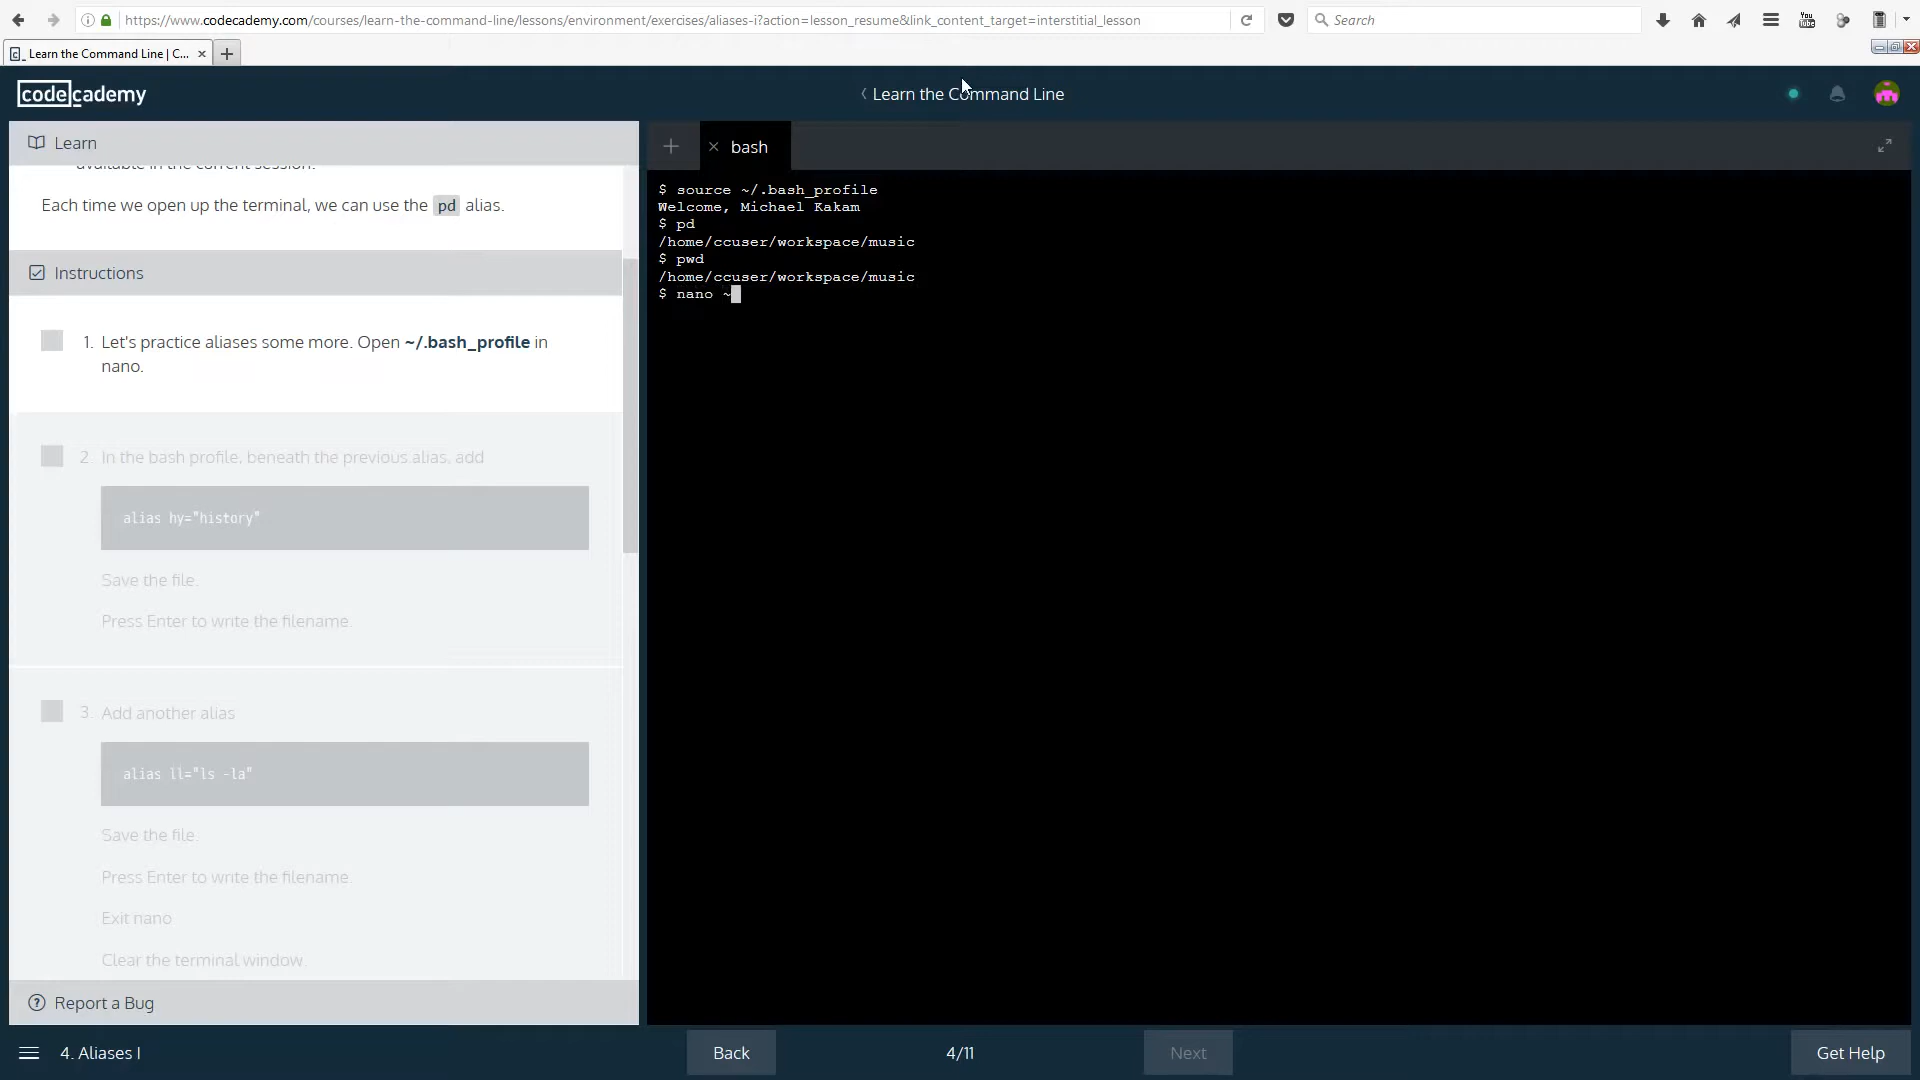 https://www.codecademy.com/courses/learn-the-command-line/lessons/environment/exercises/aliases-i?action=lesson_resume&link_content_target=interstitial_lesson
Search
Learn the Command Line | C...
codecademy
Learn the Command Line
Learn
available in the current session.
Each time we open up the terminal, we can use the pd alias.
Instructions
1. Let's practice aliases some more. Open ~/.bash_profile in
nano.
2. In the bash profile, beneath the previous alias, add
alias hy="history"
Save the file.
Press Enter to write the filename.
3. Add another alias
alias ll="ls -la"
Save the file.
Press Enter to write the filename.
Exit nano
Clear the terminal window.
Report a Bug
bash
$ source ~/.bash_profile
Welcome, Michael Kakam
$ pd
/home/ccuser/workspace/music
$ pwd
/home/ccuser/workspace/music
$ nano ~
4. Aliases I
Back
4/11
Next
Get Help